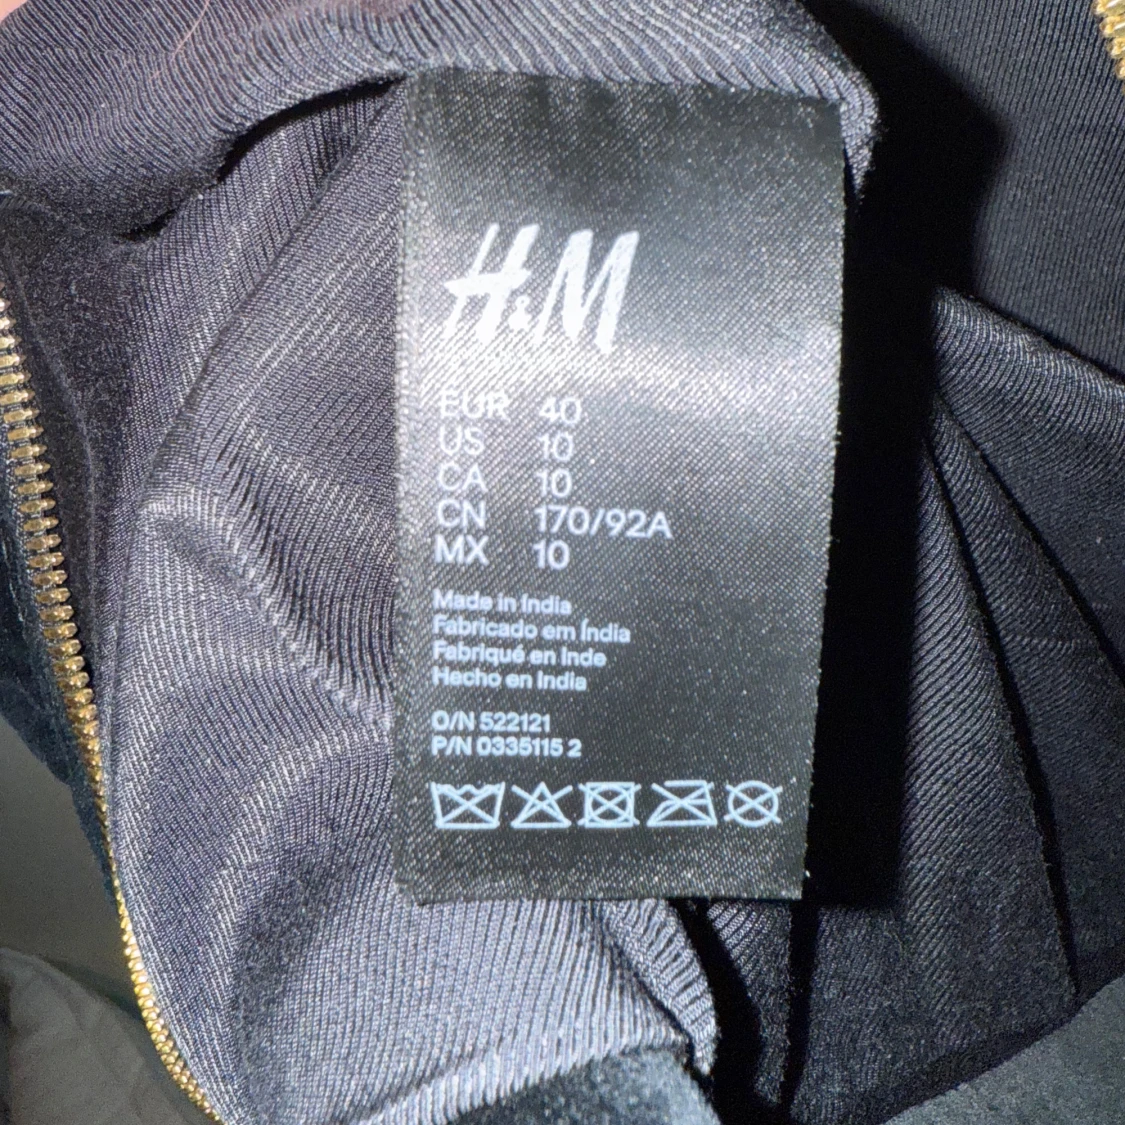 H&M
EUR 40
US 10
CA 10
CN 170/92A
MX 10
Made in India
Fabricado em Índia
Fabriqué en Inde
Hecho en India
O/N 522121
P/N 0335115 2